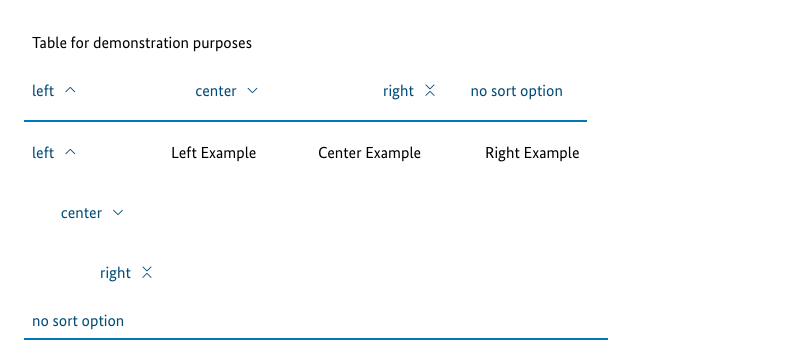 Table for demonstration purposes
left center right no sort option
left Left Example Center Example Right Example
center
right
no sort option